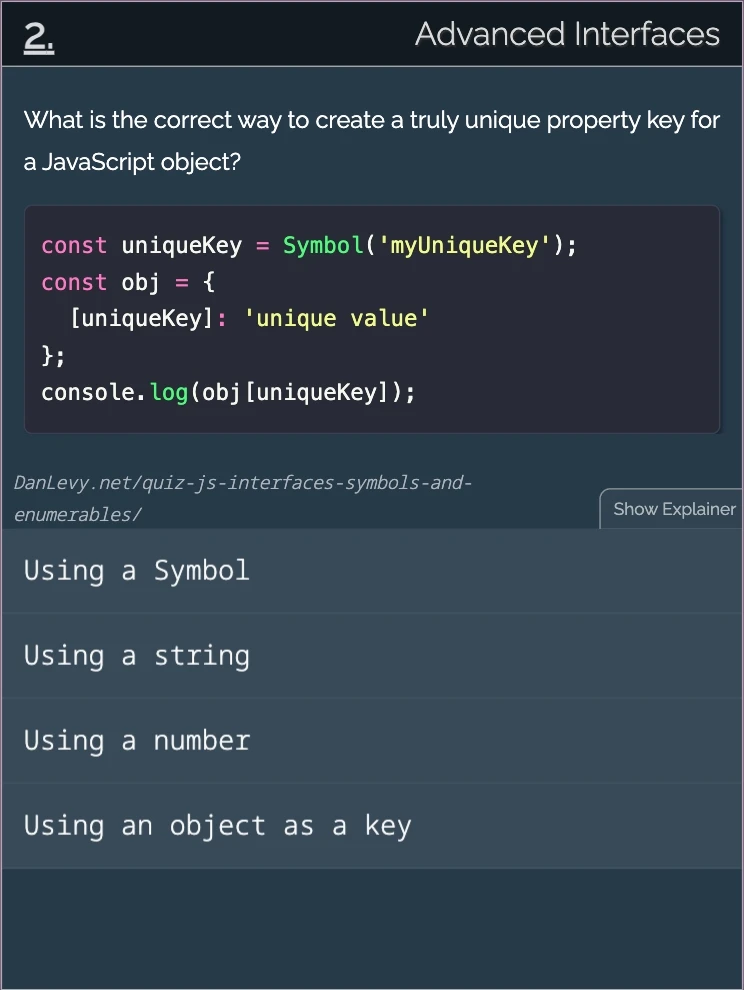 2.
Advanced Interfaces
What is the correct way to create a truly unique property key for
a JavaScript object?
const uniqueKey = Symbol('myUniqueKey');
const obj = {
  [uniqueKey]: 'unique value'
};
console.log(obj[uniqueKey]);
DanLevy.net/quiz-js-interfaces-symbols-and-
enumerables/
Show Explainer
Using a Symbol
Using a string
Using a number
Using an object as a key